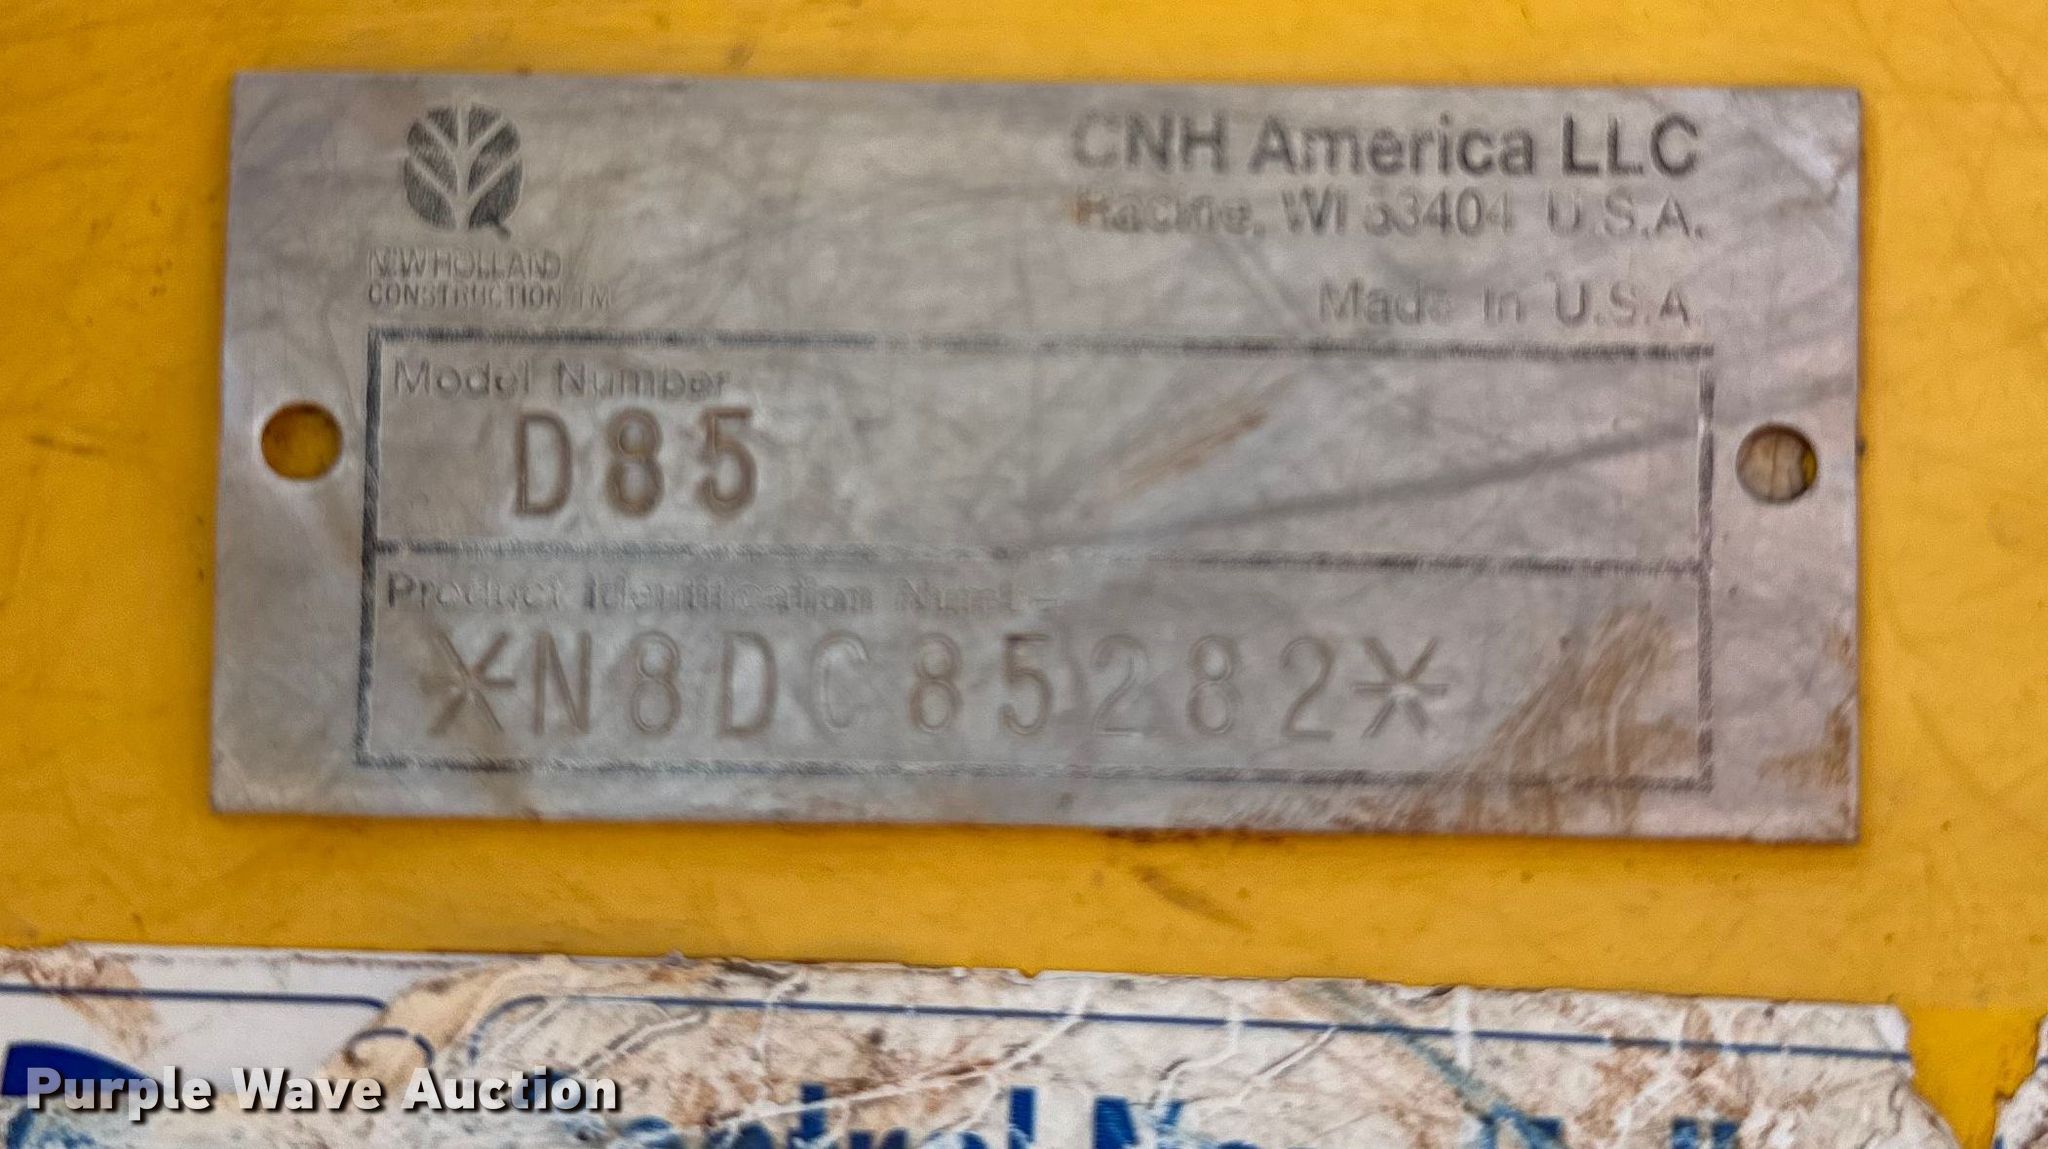 CNH America LLC
Racine, WI 53404 U.S.A.
Made in U.S.A.
NEW HOLLAND
CONSTRUCTION TM
Model Number
D85
Product Identification Number
*N8DC85282*
Purple Wave Auction